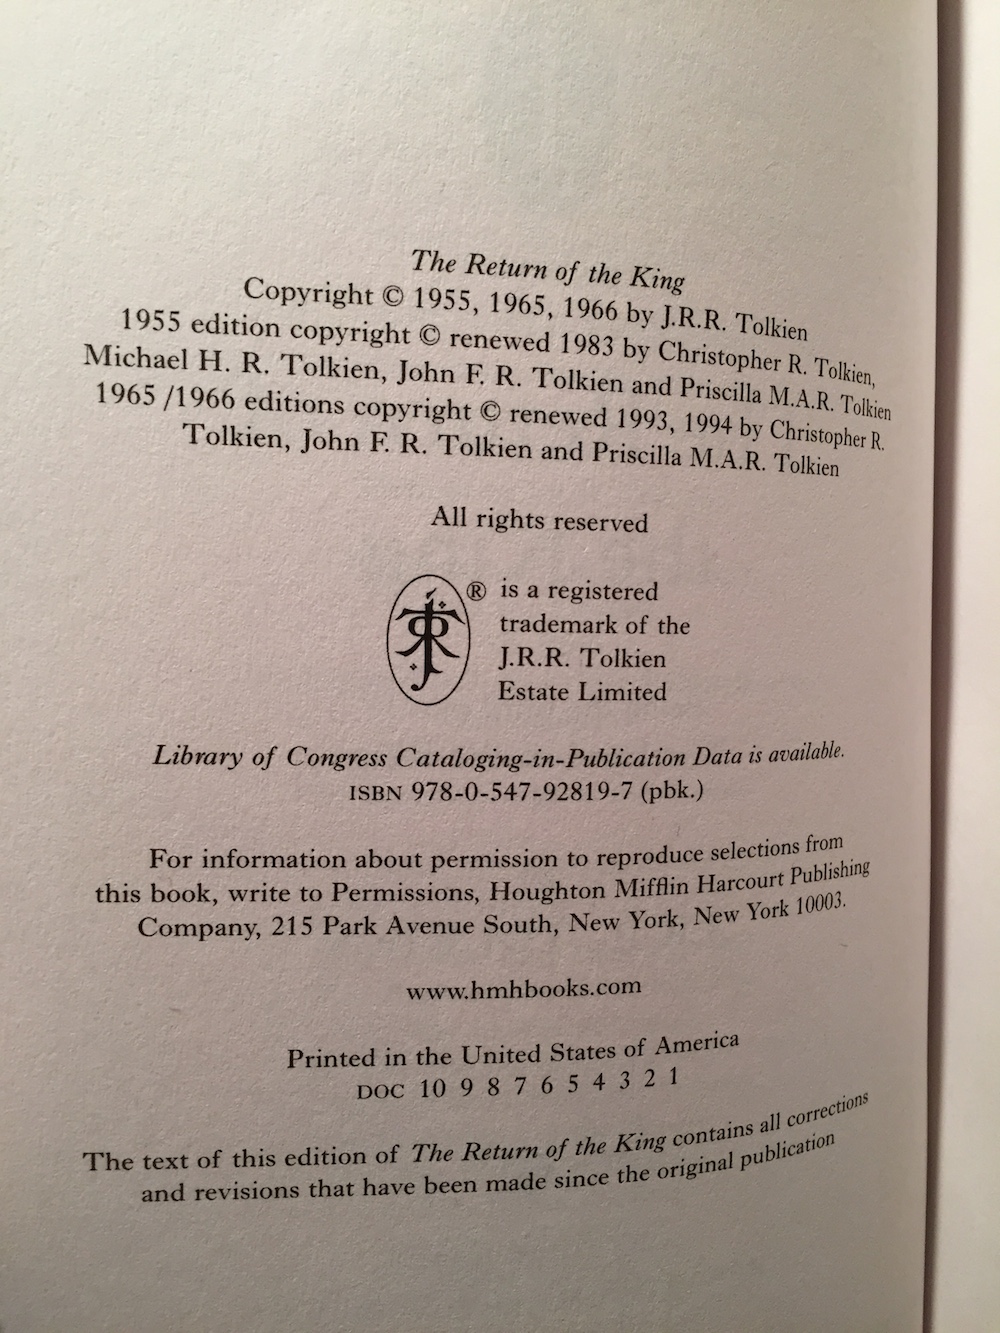 The Return of the King
Copyright © 1955, 1965, 1966 by J.R.R. Tolkien
1955 edition copyright © renewed 1983 by Christopher R. Tolkien,
Michael H. R. Tolkien, John F. R. Tolkien and Priscilla M.A.R. Tolkien
1965 /1966 editions copyright © renewed 1993, 1994 by Christopher R.
Tolkien, John F. R. Tolkien and Priscilla M.A.R. Tolkien
All rights reserved
® is a registered
trademark of the
J.R.R. Tolkien
Estate Limited
Library of Congress Cataloging-in-Publication Data is available.
ISBN 978-0-547-92819-7 (pbk.)
For information about permission to reproduce selections from
this book, write to Permissions, Houghton Mifflin Harcourt Publishing
Company, 215 Park Avenue South, New York, New York 10003.
www.hmhbooks.com
Printed in the United States of America
DOC 10 9 8 7 6 5 4 3 2 1
The text of this edition of The Return of the King contains all corrections
and revisions that have been made since the original publication